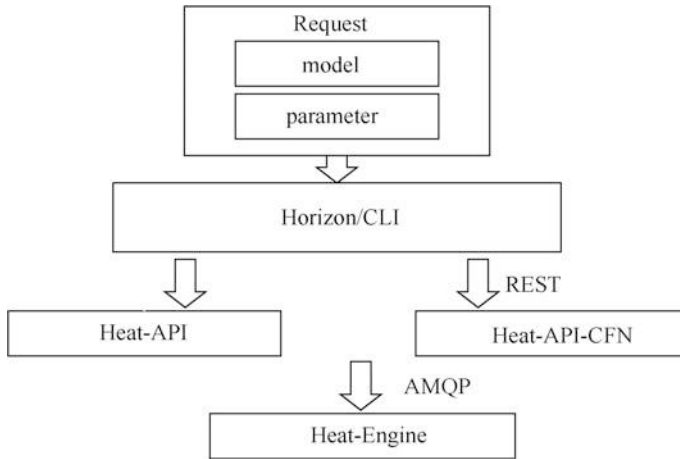 Request
model
parameter
Horizon/CLI
REST
Heat-API
Heat-API-CFN
AMQP
Heat-Engine